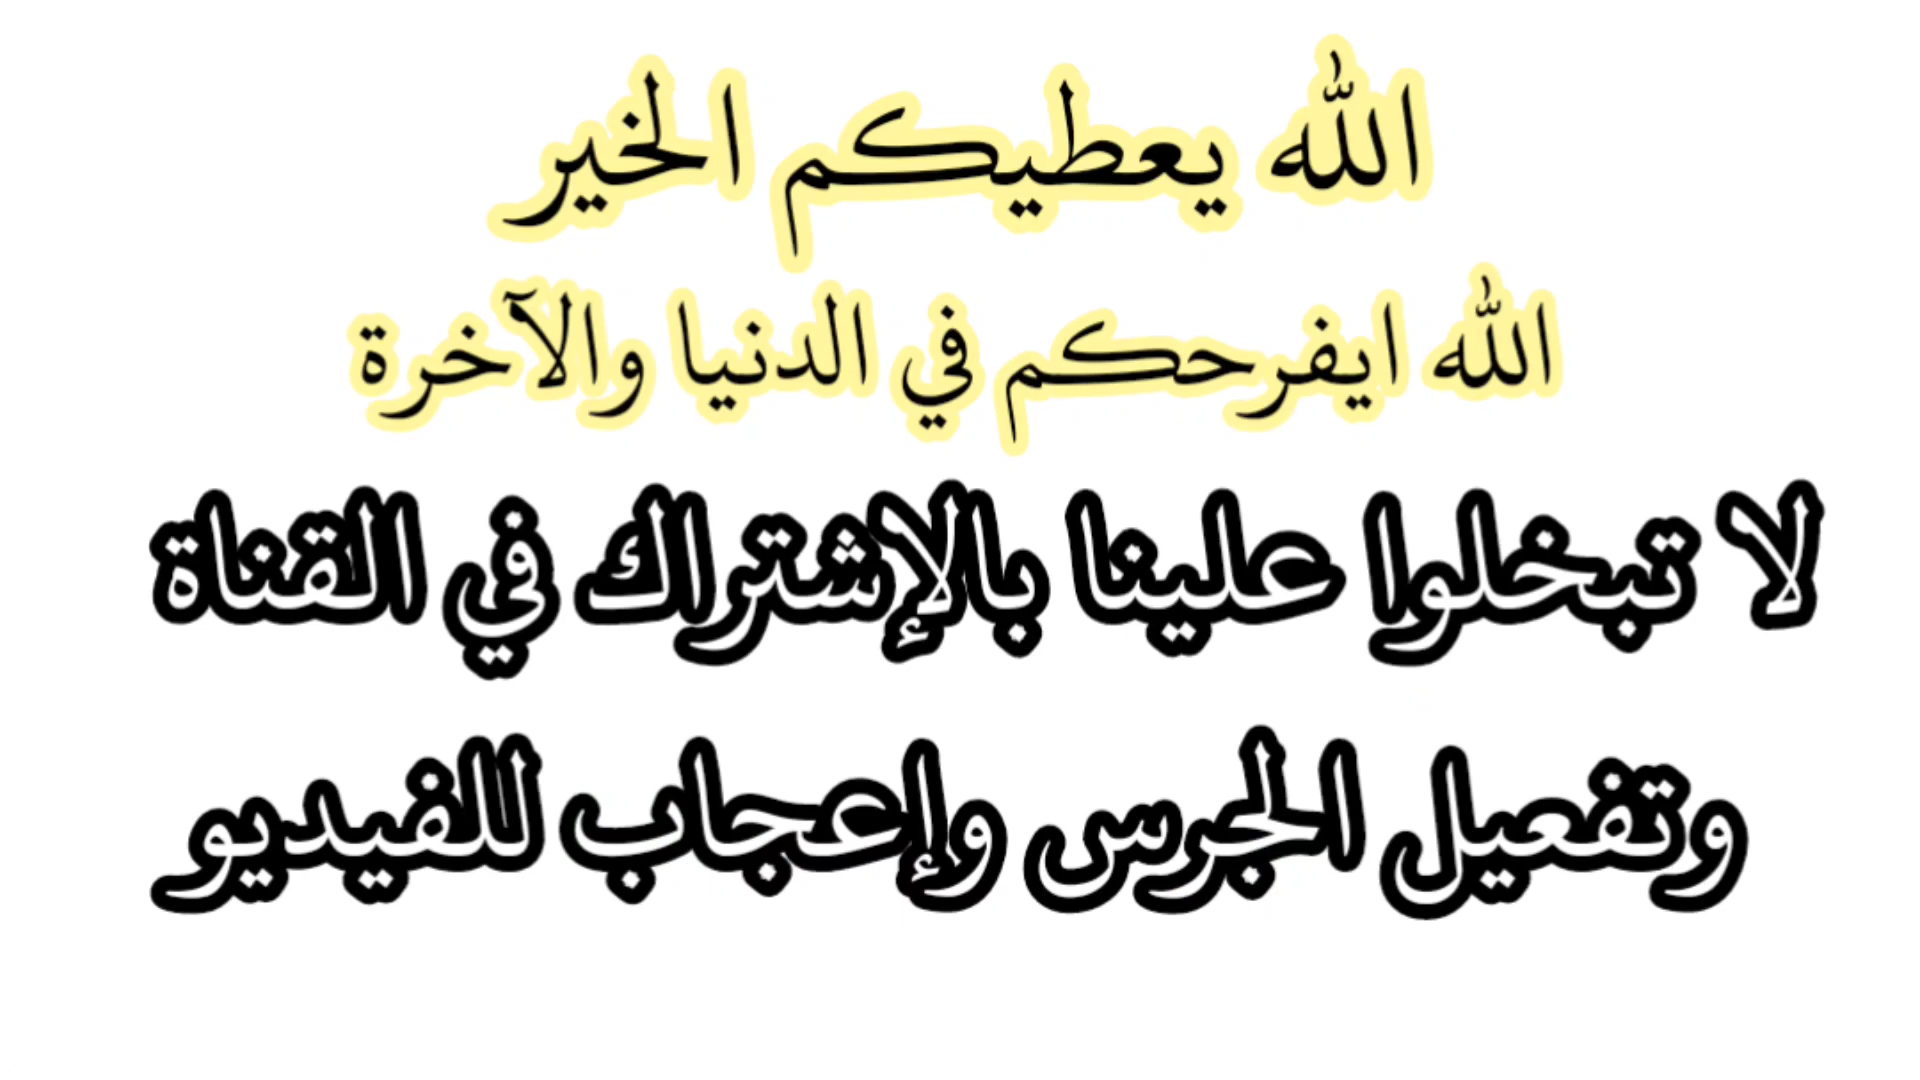 الله يعطيكم الخير
الله ايفرحكم في الدنيا والآخرة
لا تبخلوا علينا بالإشتراك في القناة
وتفعيل الجرس وإعجاب للفيديو